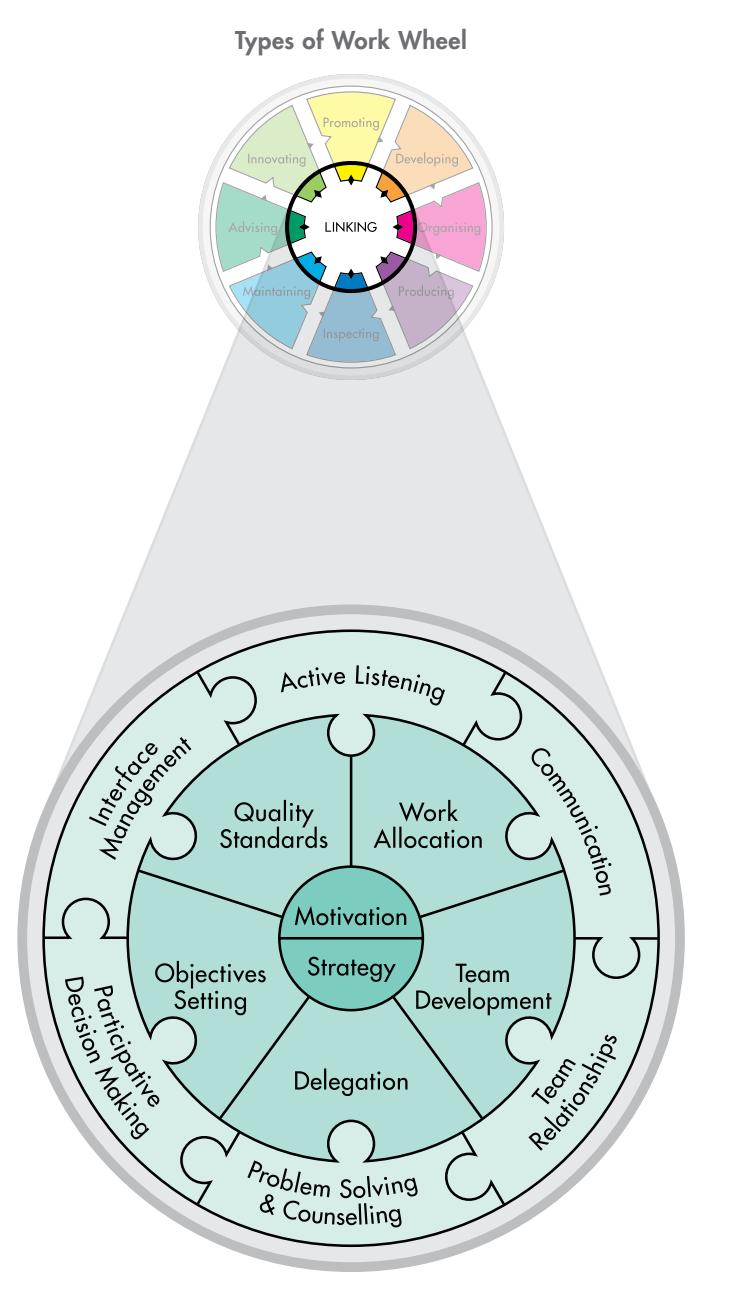 Types of Work Wheel
Promoting
Innovating
Developing
Advising
LINKING
Organising
Maintaining
Producing
Inspecting
Active Listening
Interface
Management
Communication
Quality
Standards
Work
Allocation
Motivation
Strategy
Objectives
Setting
Team
Development
Participative
Decision Making
Delegation
Team
Relationships
Problem Solving
& Counselling